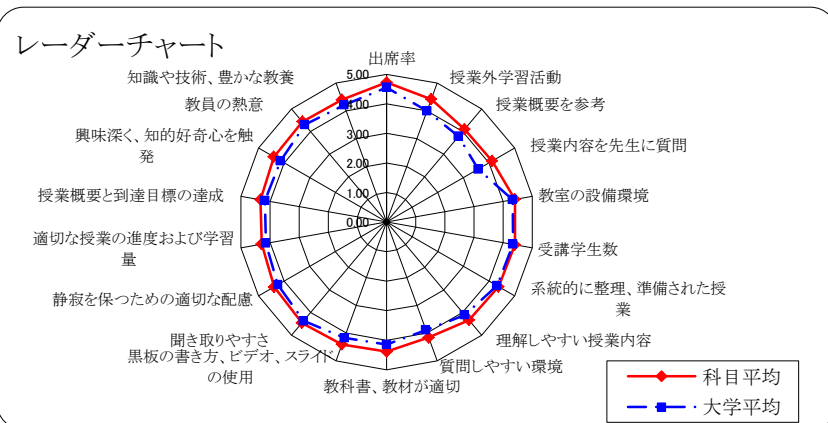 レーダーチャート
出席率
授業外学習活動
授業概要を参考
授業内容を先生に質問
教室の設備環境
受講学生数
系統的に整理、準備された授
業
理解しやすい授業内容
質問しやすい環境
教科書、教材が適切
黒板の書き方、ビデオ、スライド
の使用
聞き取りやすさ
静寂を保つための適切な配慮
適切な授業の進度および学習
量
授業概要と到達目標の達成
興味深く、知的好奇心を触
発
教員の熱意
知識や技術、豊かな教養
5.00
4.00
3.00
2.00
1.00
0.00
科目平均
大学平均